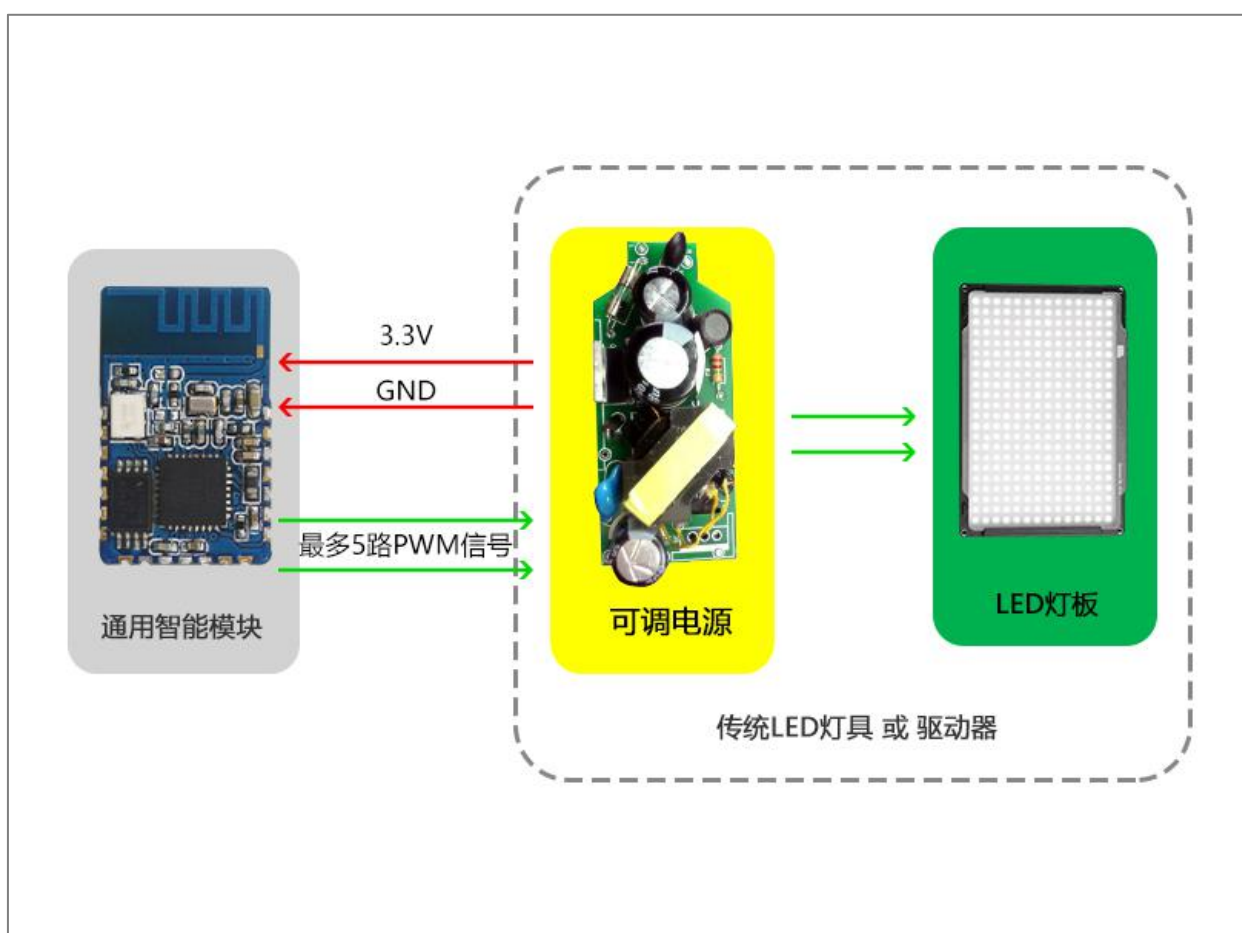 3.3V
GND
最多5路PWM信号
通用智能模块
可调电源
LED灯板
传统LED灯具 或 驱动器